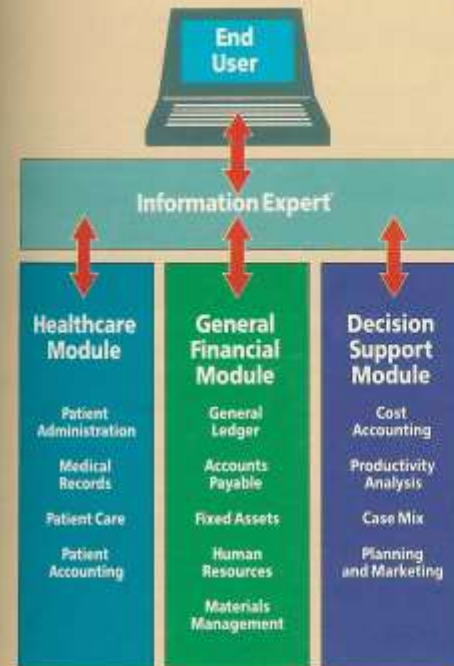 End
User
Information Expert
Healthcare
Module
Patient
Administration
Medical
Records
Patient Care
Patient
Accounting
General
Financial
Module
General
Ledger
Accounts
Payable
Fixed Assets
Human
Resources
Materials
Management
Decision
Support
Module
Cost
Accounting
Productivity
Analysis
Case Mix
Planning
and Marketing